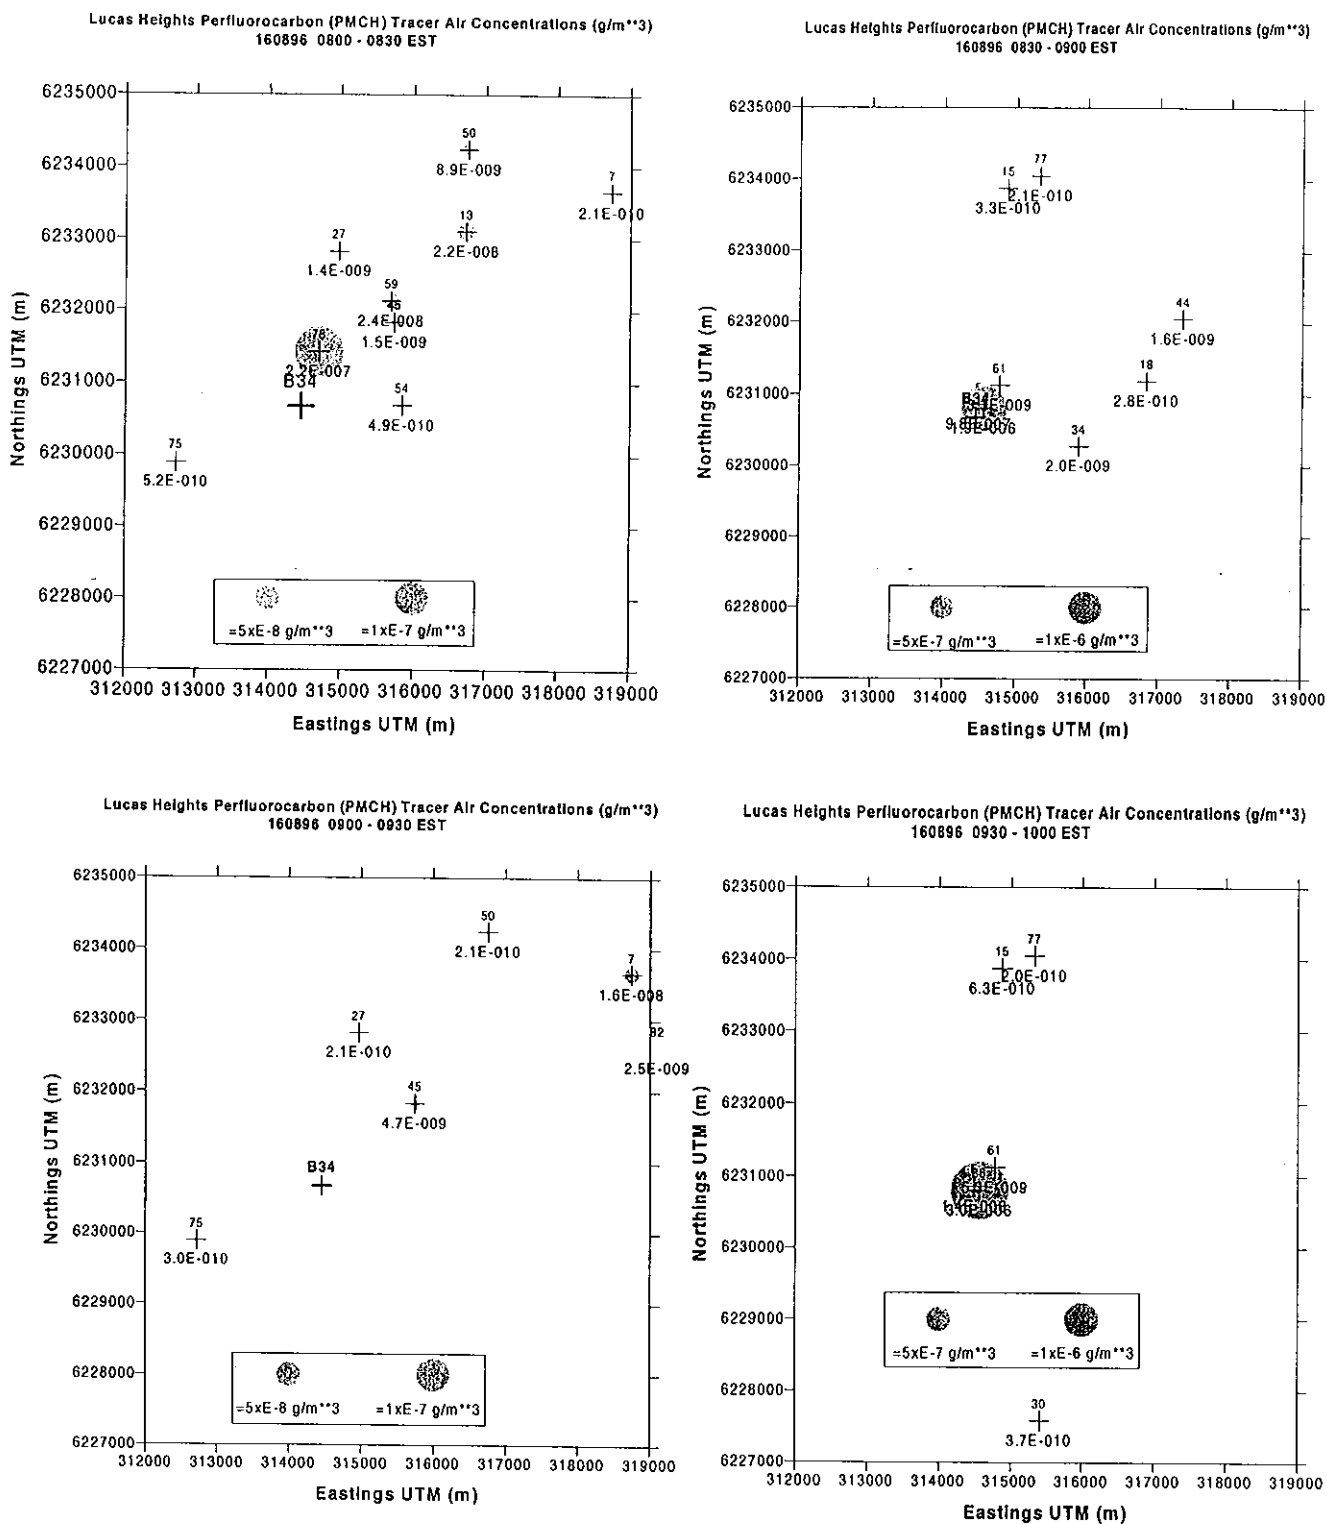 Lucas Heights Perfluorocarbon (PMCH) Tracer Air Concentrations (g/m**3)
160896 0800 - 0830 EST
6235000
6234000
6233000
6232000
6231000
6230000
6229000
6228000
6227000
Northings UTM (m)
50
8.9E-009
7
2.1E-010
13
2.2E-008
27
1.4E-009
59
2.4E-008
45
1.5E-009
78
2.2E-007
B34
54
4.9E-010
75
5.2E-010
=5xE-8 g/m**3 =1xE-7 g/m**3
312000 313000 314000 315000 316000 317000 318000 319000
Eastings UTM (m)
Lucas Heights Perfluorocarbon (PMCH) Tracer Air Concentrations (g/m**3)
160896 0830 - 0900 EST
6235000
6234000
6233000
6232000
6231000
6230000
6229000
6228000
6227000
Northings UTM (m)
77
15
2.1E-010
3.3E-010
44
1.6E-009
18
2.8E-010
61
B34
34
2.0E-009
=5xE-7 g/m**3 =1xE-6 g/m**3
312000 313000 314000 315000 316000 317000 318000 319000
Eastings UTM (m)
Lucas Heights Perfluorocarbon (PMCH) Tracer Air Concentrations (g/m**3)
160896 0900 - 0930 EST
6235000
6234000
6233000
6232000
6231000
6230000
6229000
6228000
6227000
Northings UTM (m)
50
2.1E-010
7
1.6E-008
27
2.1E-010
2.5E-009
45
4.7E-009
B34
75
3.0E-010
=5xE-8 g/m**3 =1xE-7 g/m**3
312000 313000 314000 315000 316000 317000 318000 319000
Eastings UTM (m)
Lucas Heights Perfluorocarbon (PMCH) Tracer Air Concentrations (g/m**3)
160896 0930 - 1000 EST
6235000
6234000
6233000
6232000
6231000
6230000
6229000
6228000
6227000
Northings UTM (m)
77
15
2.0E-010
6.3E-010
61
=5xE-7 g/m**3 =1xE-6 g/m**3
30
3.7E-010
312000 313000 314000 315000 316000 317000 318000 319000
Eastings UTM (m)